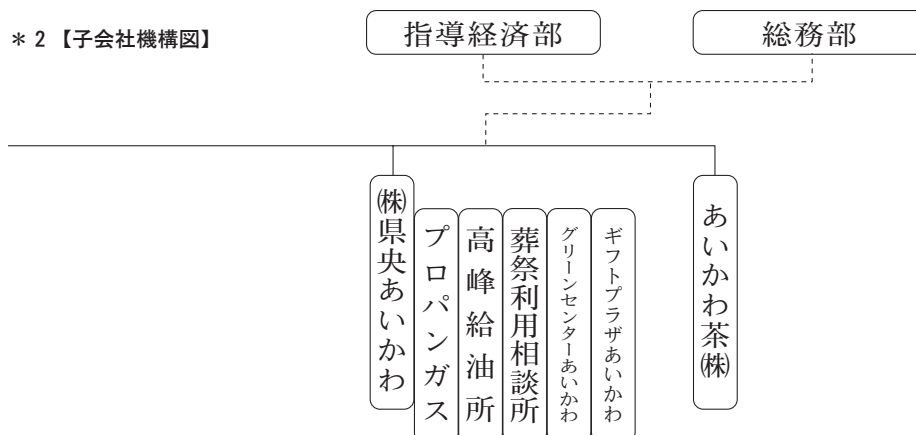 ＊2 【子会社機構図】
指導経済部
総務部
㈱県央あいかわ
プロパンガス
高峰給油所
葬祭利用相談所
グリーンセンターあいかわ
ギフトプラザあいかわ
あいかわ茶㈱